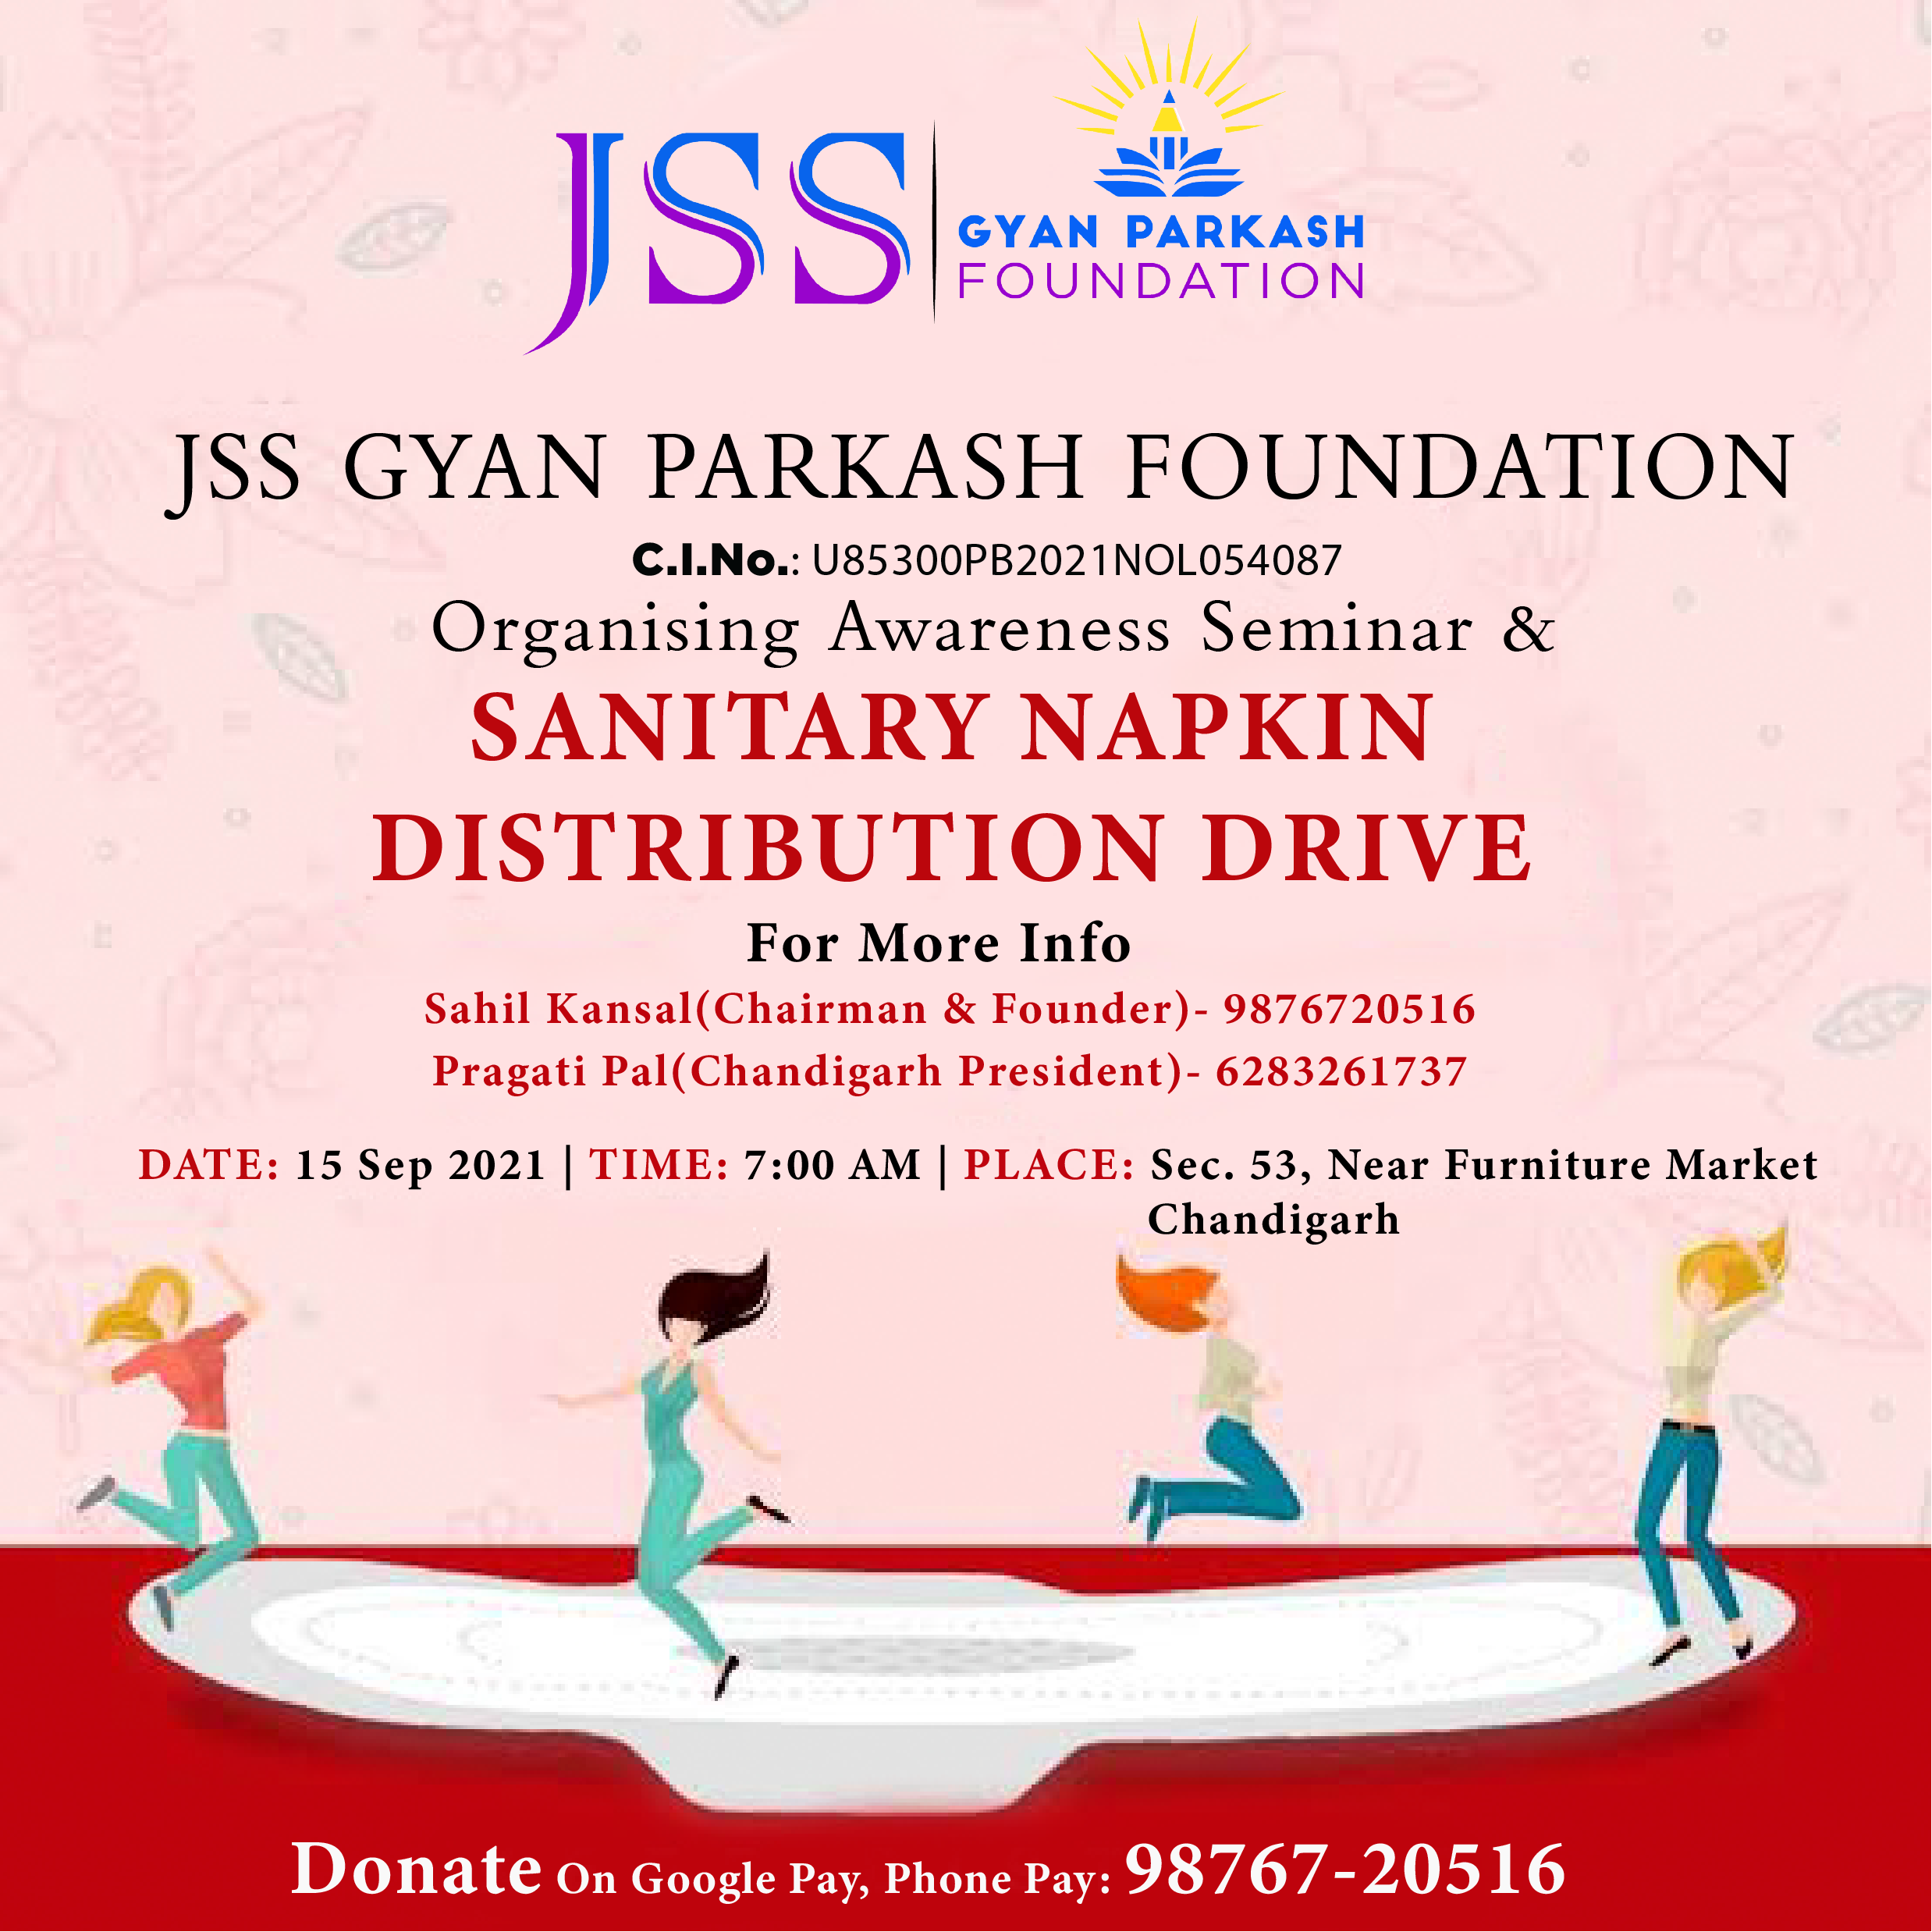 JSS
GYAN PARKASH
FOUNDATION
JSS GYAN PARKASH FOUNDATION
C.I.No.: U85300PB2021NOL054087
Organising Awareness Seminar &
SANITARY NAPKIN
DISTRIBUTION DRIVE
For More Info
Sahil Kansal(Chairman & Founder)- 9876720516
Pragati Pal(Chandigarh President)- 6283261737
DATE: 15 Sep 2021 | TIME: 7:00 AM | PLACE: Sec. 53, Near Furniture Market
Chandigarh
Donate On Google Pay, Phone Pay: 98767-20516